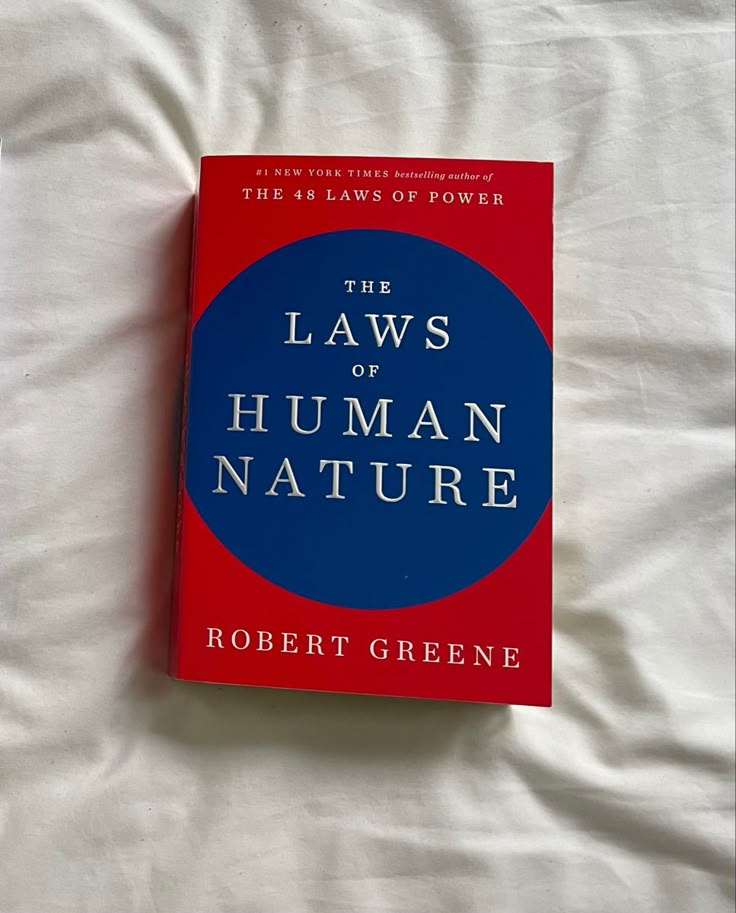 #1 NEW YORK TIMES bestselling author of
THE 48 LAWS OF POWER
THE
LAWS
OF
HUMAN
NATURE
ROBERT GREENE